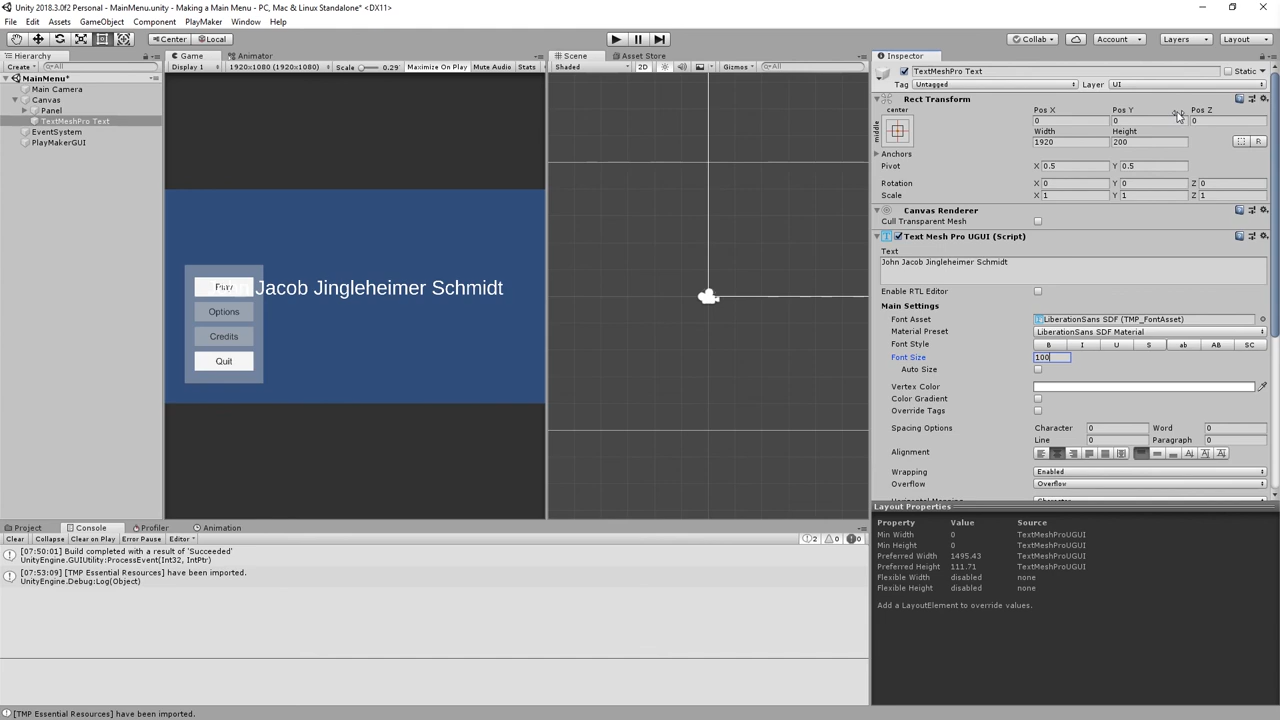 Unity 2018.3.0f2 Personal - MainMenu.unity - Making a Main Menu - PC, Mac & Linux Standalone* <DX11>
File Edit Assets GameObject Component PlayMaker Window Help
Center Local Collab Account Layers Layout
Hierarchy
Create All
MainMenu*
Main Camera
Canvas
Panel
TextMeshPro Text
EventSystem
PlayMakerGUI
Game Animator
Display 1 1920x1080 (1920x1080) Scale 0.29 Maximize On Play Mute Audio Stats
Jacob Jingleheimer Schmidt
Options
Credits
Quit
Scene Asset Store
Shaded 2D Gizmos All
Inspector
TextMeshPro Text Static
Tag Untagged Layer UI
Rect Transform
center
middle
Pos X Pos Y Pos Z
0 0 0
Width Height
1920 200
R
Anchors
Pivot X 0.5 Y 0.5
Rotation X 0 Y 0 Z 0
Scale X 1 Y 1 Z 1
Canvas Renderer
Cull Transparent Mesh
Text Mesh Pro UGUI (Script)
Text
John Jacob Jingleheimer Schmidt
Enable RTL Editor
Main Settings
Font Asset LiberationSans SDF (TMP_FontAsset)
Material Preset LiberationSans SDF Material
Font Style B I U S ab AB SC
Font Size 100
Auto Size
Vertex Color
Color Gradient
Override Tags
Spacing Options Character 0 Word 0
Line 0 Paragraph 0
Alignment
Wrapping Enabled
Overflow Overflow
Layout Properties
Property Value Source
Min Width 0 TextMeshProUGUI
Min Height 0 TextMeshProUGUI
Preferred Width 1495.43 TextMeshProUGUI
Preferred Height 111.71 TextMeshProUGUI
Flexible Width disabled none
Flexible Height disabled none
Add a LayoutElement to override values.
Project Console Profiler Animation
Clear Collapse Clear on Play Error Pause Editor 2 0 0
[07:50:01] Build completed with a result of 'Succeeded'
UnityEngine.GUIUtility:ProcessEvent(Int32, IntPtr)
[07:53:09] [TMP Essential Resources] have been imported.
UnityEngine.Debug:Log(Object)
[TMP Essential Resources] have been imported.